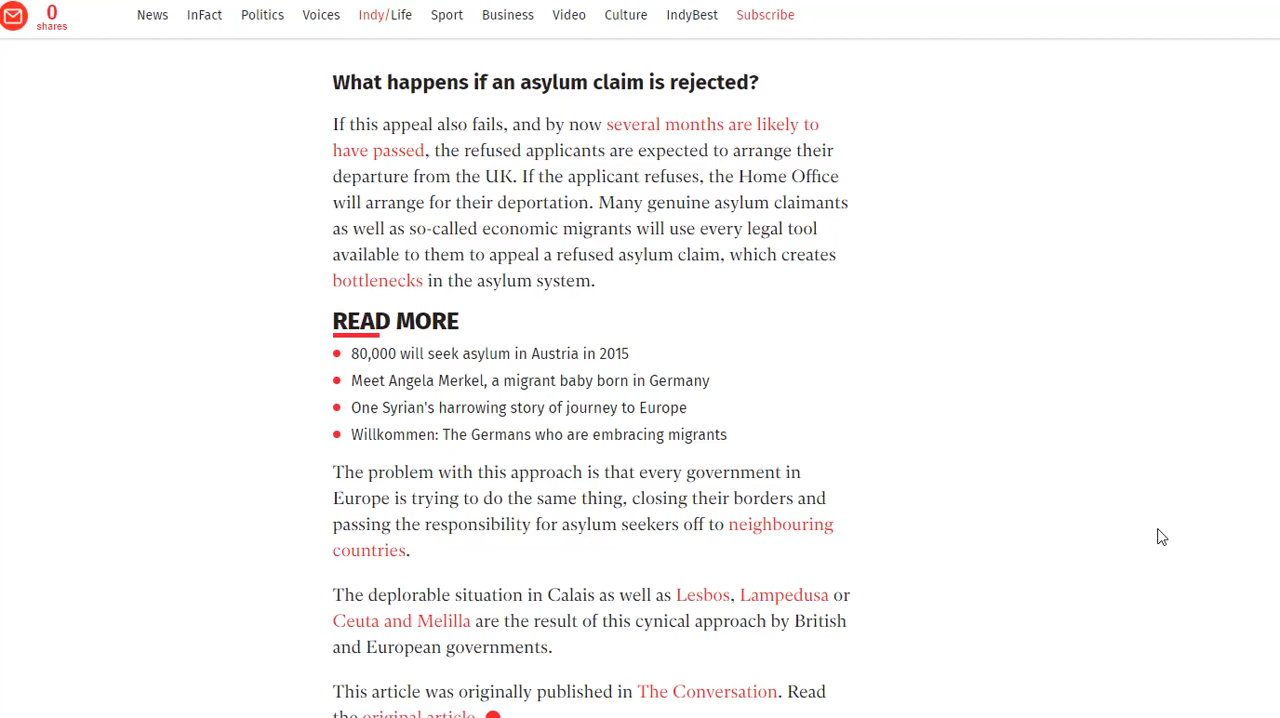 0
shares
News InFact Politics Voices Indy/Life Sport Business Video Culture IndyBest Subscribe
What happens if an asylum claim is rejected?
If this appeal also fails, and by now several months are likely to
have passed, the refused applicants are expected to arrange their
departure from the UK. If the applicant refuses, the Home Office
will arrange for their deportation. Many genuine asylum claimants
as well as so-called economic migrants will use every legal tool
available to them to appeal a refused asylum claim, which creates
bottlenecks in the asylum system.
READ MORE
80,000 will seek asylum in Austria in 2015
Meet Angela Merkel, a migrant baby born in Germany
One Syrian's harrowing story of journey to Europe
Willkommen: The Germans who are embracing migrants
The problem with this approach is that every government in
Europe is trying to do the same thing, closing their borders and
passing the responsibility for asylum seekers off to neighbouring
countries.
The deplorable situation in Calais as well as Lesbos, Lampedusa or
Ceuta and Melilla are the result of this cynical approach by British
and European governments.
This article was originally published in The Conversation. Read
the original article.